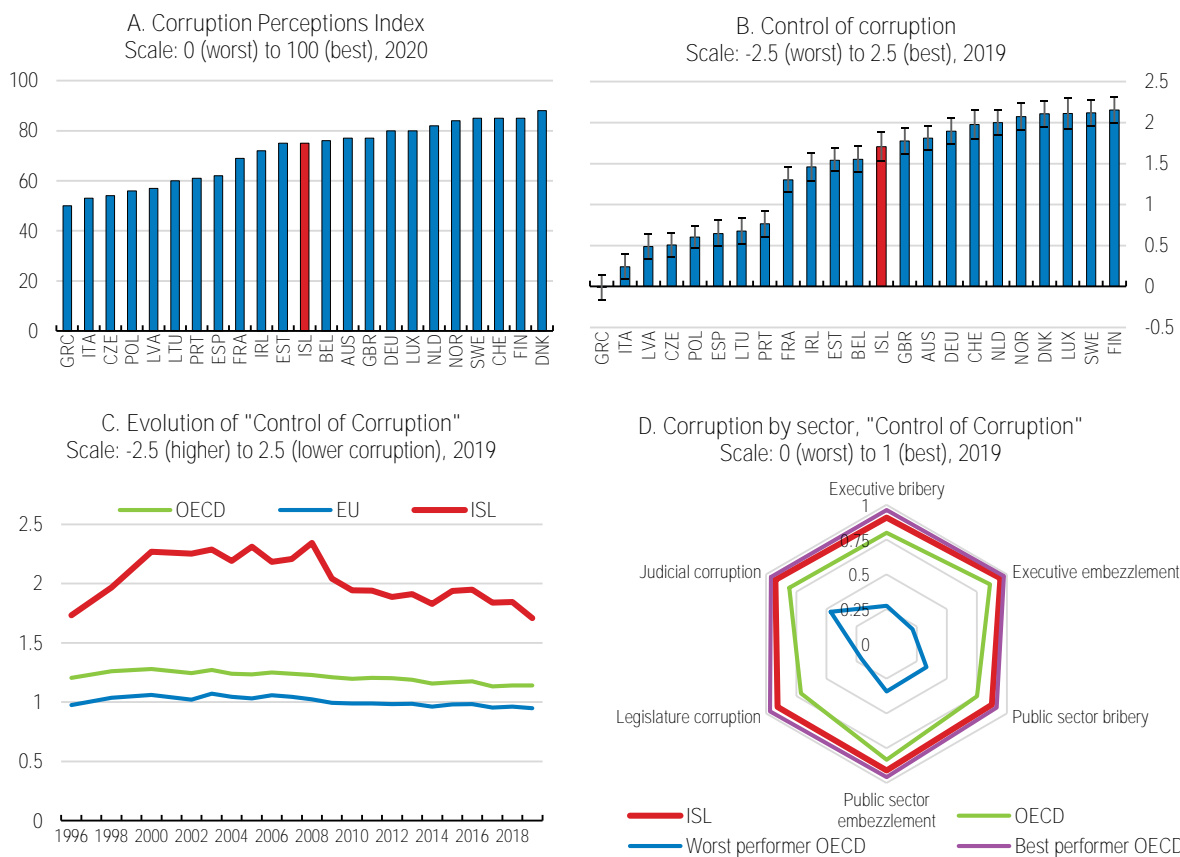 A. Corruption Perceptions Index
Scale: 0 (worst) to 100 (best), 2020
100
80
60
40
20
0
GRC ITA CZE POL LVA LTU PRT ESP FRA IRL EST ISL BEL AUS GBR DEU LUX NLD NOR SWE CHE FIN DNK
B. Control of corruption
Scale: -2.5 (worst) to 2.5 (best), 2019
2.5
2
1.5
1
0.5
0
-0.5
GRC ITA LVA CZE POL ESP LTU PRT FRA IRL EST BEL ISL GBR AUS DEU CHE NLD NOR DNK LUX SWE FIN
C. Evolution of "Control of Corruption"
Scale: -2.5 (higher) to 2.5 (lower corruption), 2019
OECD EU ISL
2.5
2
1.5
1
0.5
0
1996 1998 2000 2002 2004 2006 2008 2010 2012 2014 2016 2018
D. Corruption by sector, "Control of Corruption"
Scale: 0 (worst) to 1 (best), 2019
Executive bribery
1
0.75
0.5
0.25
0
Judicial corruption
Executive embezzlement
Legislature corruption
Public sector bribery
Public sector
embezzlement
ISL
OECD
Worst performer OECD
Best performer OECD